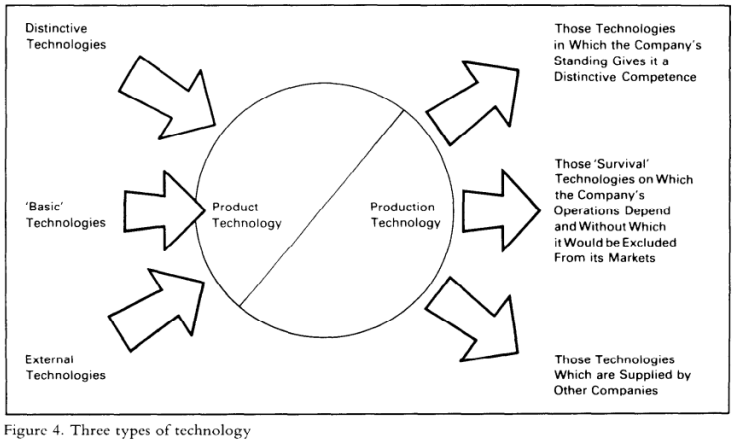 Distinctive
Technologies
Those Technologies
in Which the Company's
Standing Gives it a
Distinctive Competence
'Basic'
Technologies
Product
Technology
Production
Technology
Those 'Survival'
Technologies on Which
the Company's
Operations Depend
and Without Which
it Would be Excluded
From its Markets
External
Technologies
Those Technologies
Which are Supplied by
Other Companies
Figure 4. Three types of technology